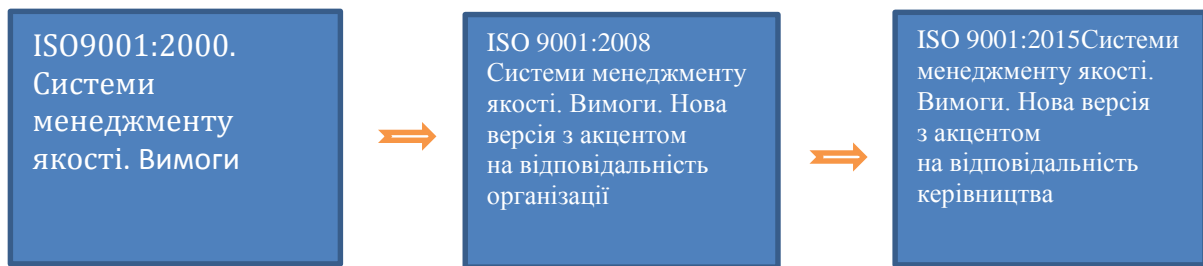 ISO9001:2000.
Системи
менеджменту
якості. Вимоги
ISO 9001:2008
Системи менеджменту
якості. Вимоги. Нова
версія з акцентом
на відповідальність
організації
ISO 9001:2015Системи
менеджменту якості.
Вимоги. Нова версія
з акцентом
на відповідальність
керівництва